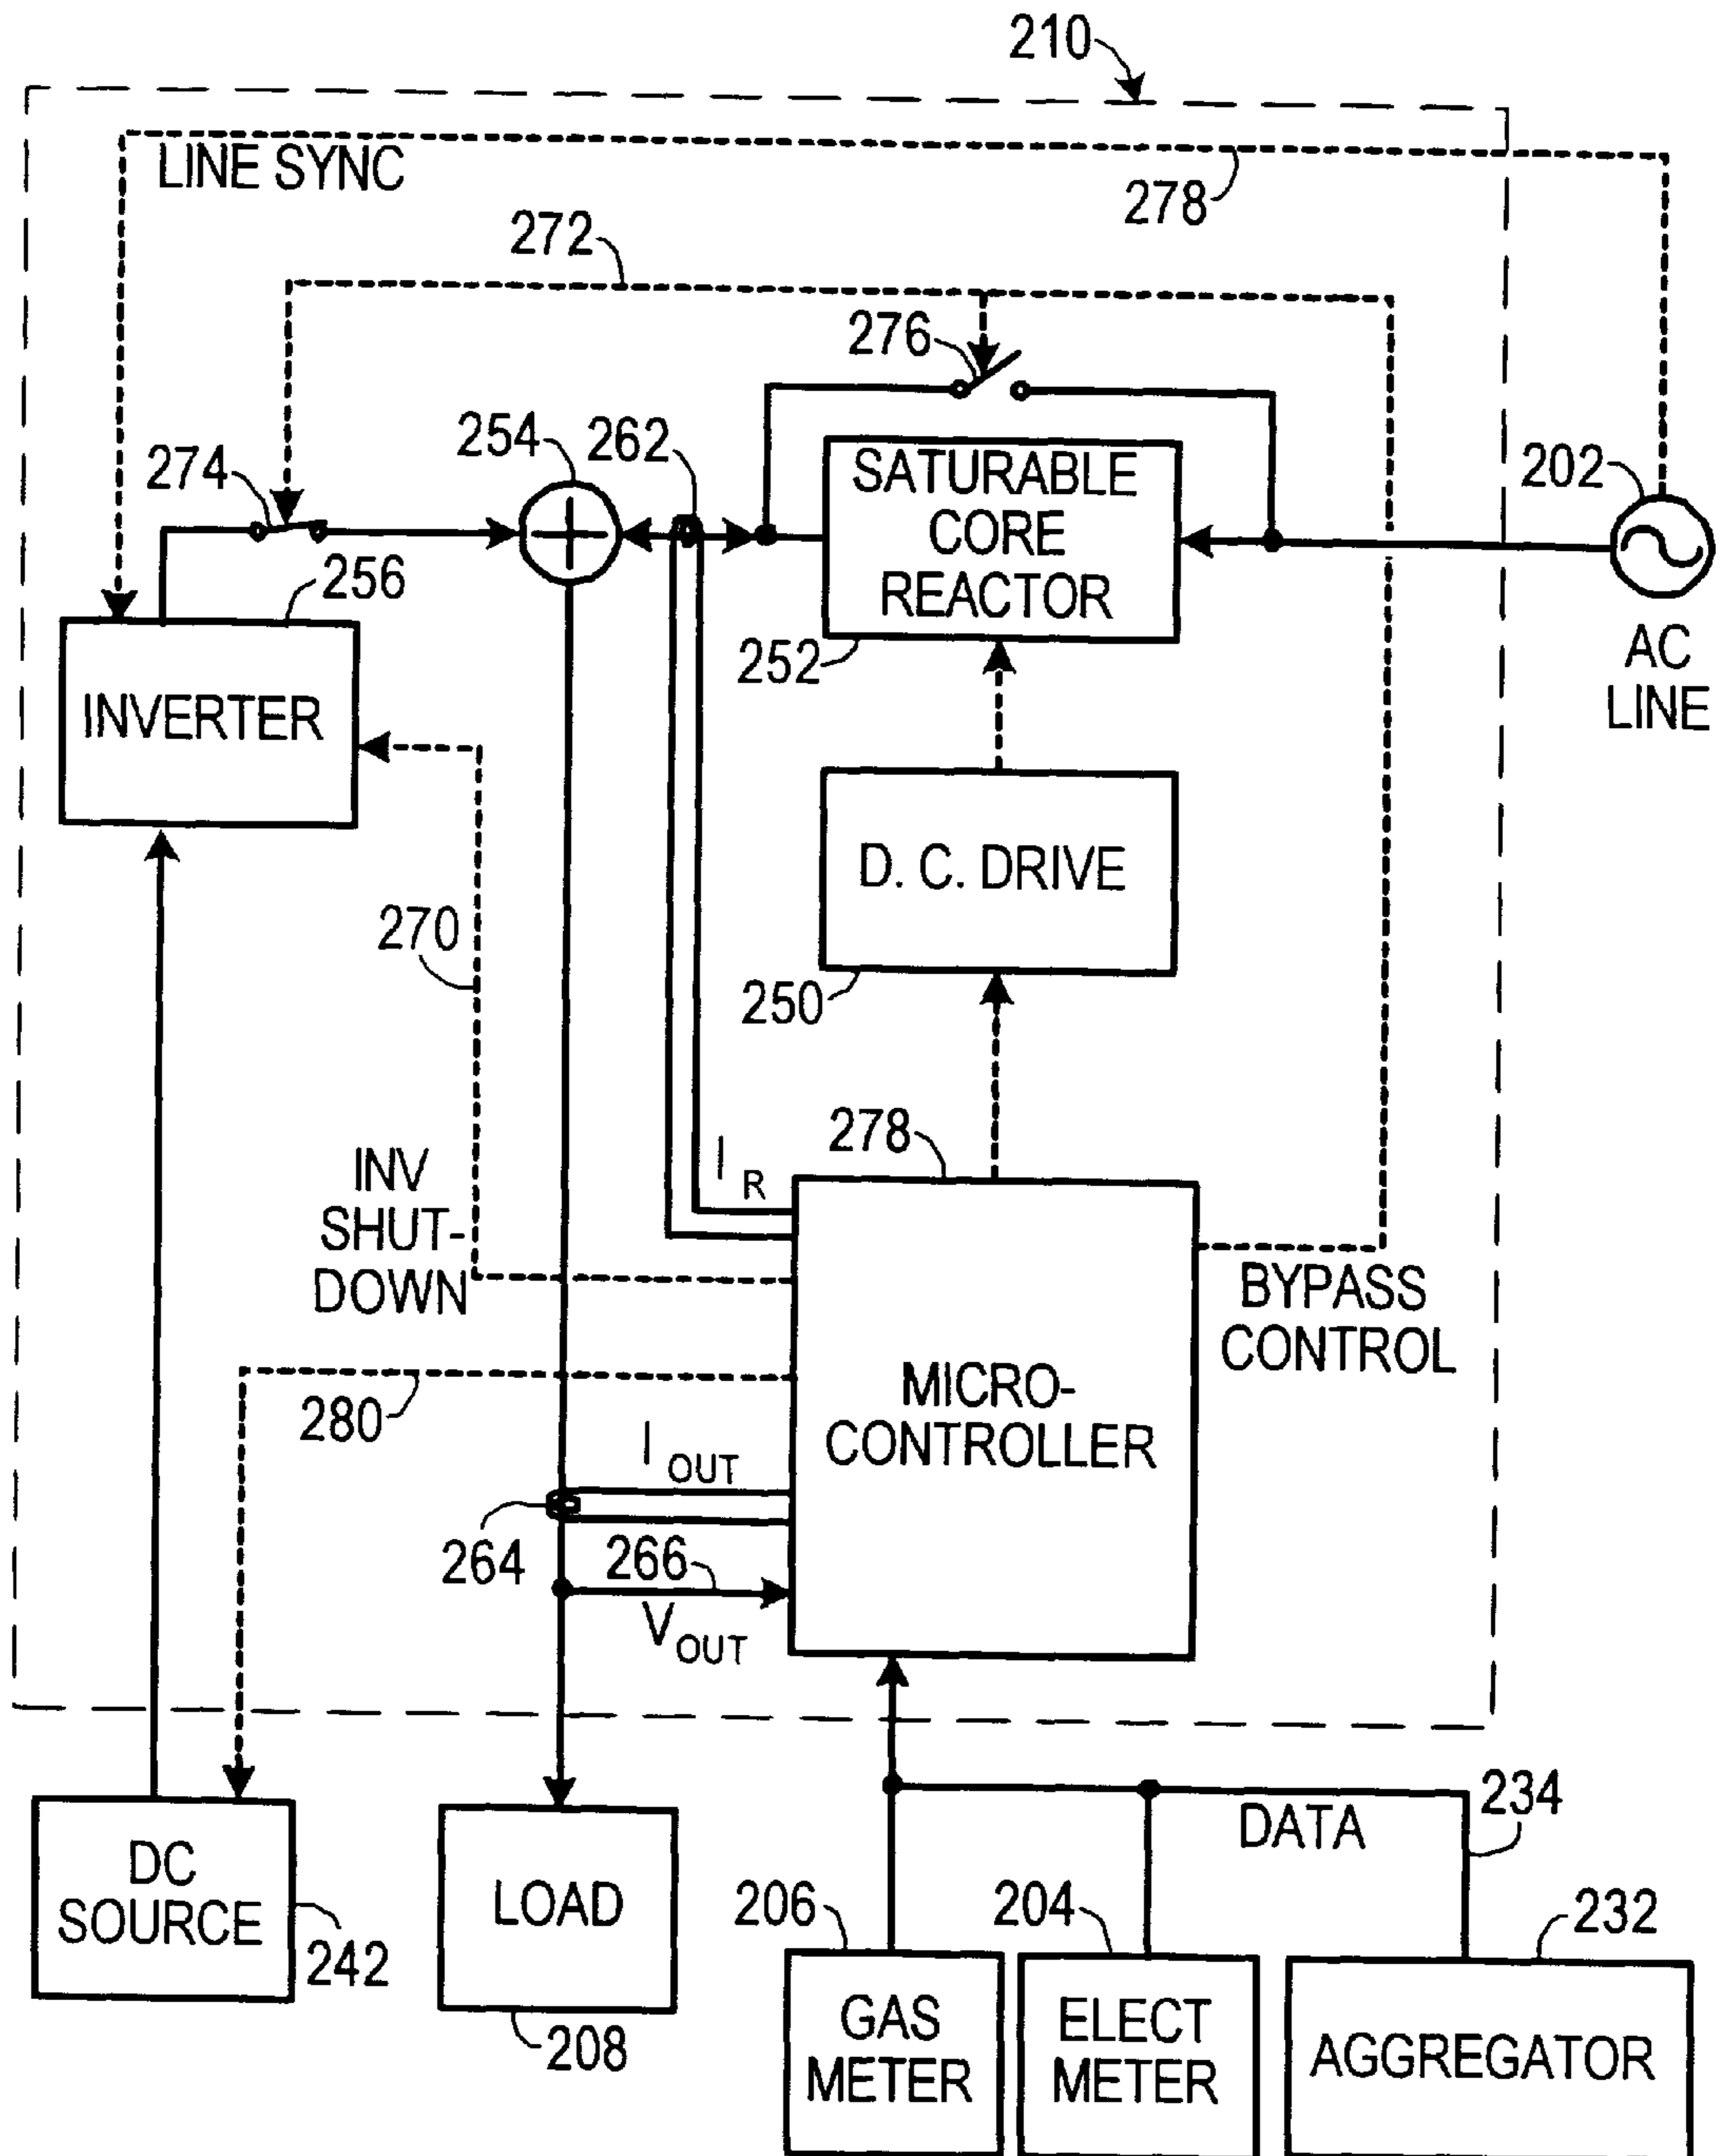 210
LINE SYNC
278
272
276
254
262
274
202
SATURABLE
CORE
REACTOR
256
252
AC
LINE
INVERTER
D. C. DRIVE
270
250
278
I R
INV
SHUT-
DOWN
BYPASS
CONTROL
280
MICRO-
CONTROLLER
I OUT
264
266
V OUT
234
DATA
DC
SOURCE
LOAD
206
204
232
242
208
GAS
METER
ELECT
METER
AGGREGATOR